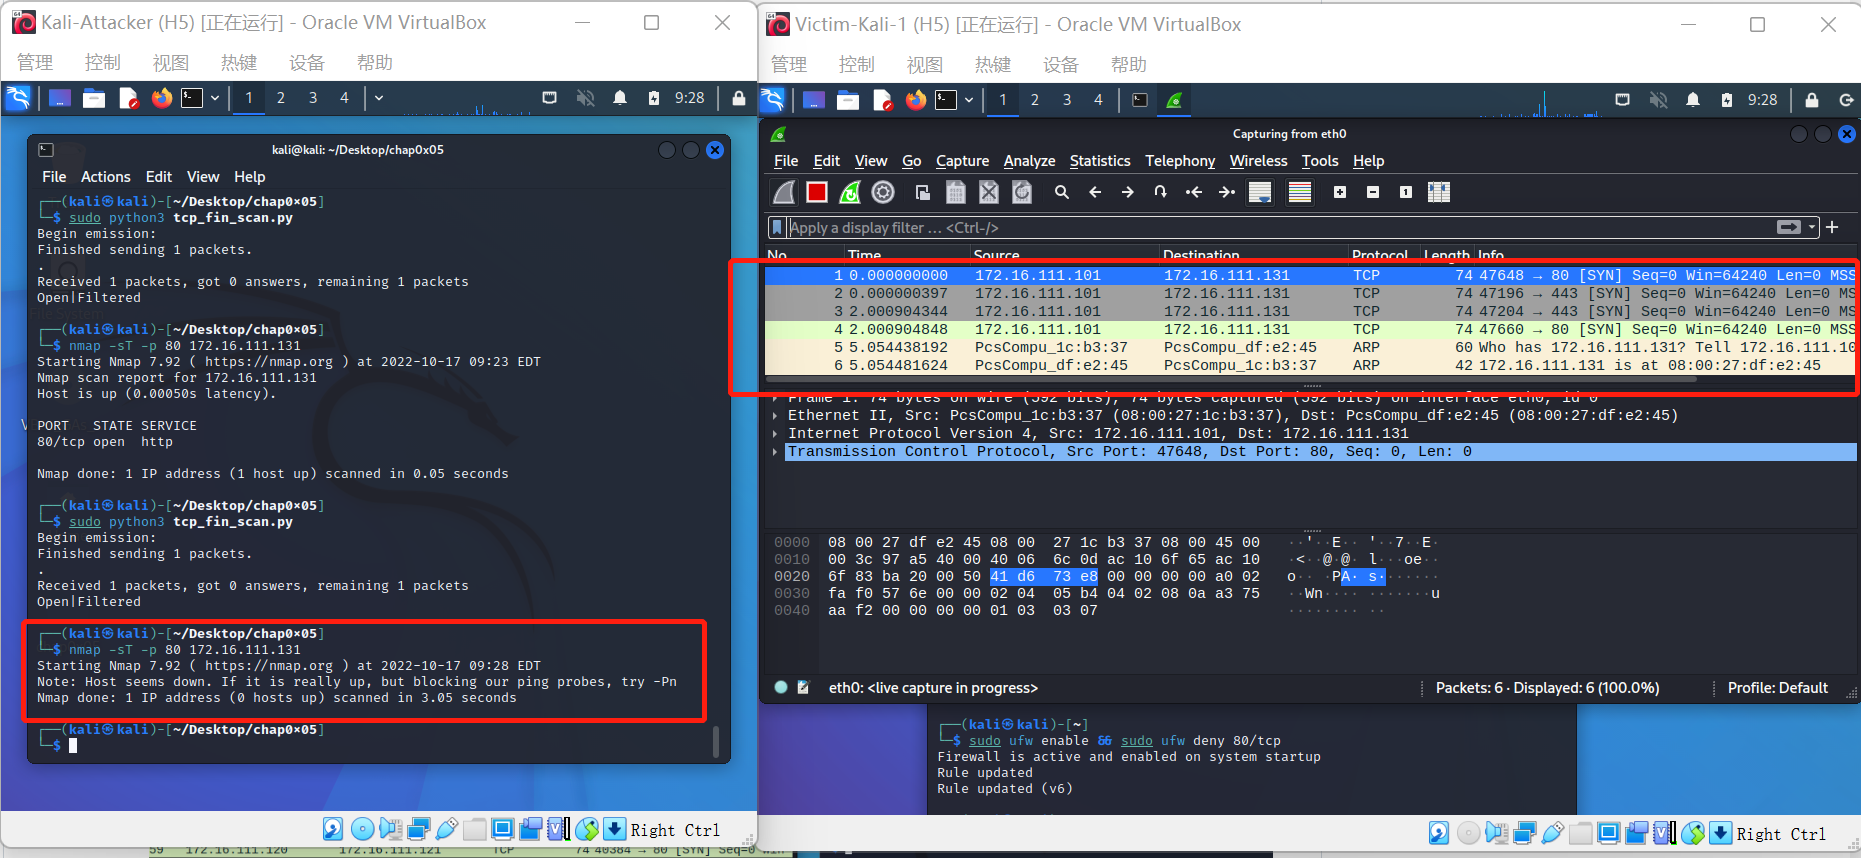 Kali-Attacker (H5) [正在运行] - Oracle VM VirtualBox
管理 控制 视图 热键 设备 帮助
1 2 3 4 9:28
kali@kali: ~/Desktop/chap0x05
File Actions Edit View Help
┌──(kali㉿kali)-[~/Desktop/chap0×05]
└─$ sudo python3 tcp_fin_scan.py
Begin emission:
Finished sending 1 packets.
.
Received 1 packets, got 0 answers, remaining 1 packets
Open|Filtered
┌──(kali㉿kali)-[~/Desktop/chap0×05]
└─$ nmap -sT -p 80 172.16.111.131
Starting Nmap 7.92 ( https://nmap.org ) at 2022-10-17 09:23 EDT
Nmap scan report for 172.16.111.131
Host is up (0.00050s latency).
PORT STATE SERVICE
80/tcp open http
Nmap done: 1 IP address (1 host up) scanned in 0.05 seconds
┌──(kali㉿kali)-[~/Desktop/chap0×05]
└─$ sudo python3 tcp_fin_scan.py
Begin emission:
Finished sending 1 packets.
.
Received 1 packets, got 0 answers, remaining 1 packets
Open|Filtered
┌──(kali㉿kali)-[~/Desktop/chap0×05]
└─$ nmap -sT -p 80 172.16.111.131
Starting Nmap 7.92 ( https://nmap.org ) at 2022-10-17 09:28 EDT
Note: Host seems down. If it is really up, but blocking our ping probes, try -Pn
Nmap done: 1 IP address (0 hosts up) scanned in 3.05 seconds
┌──(kali㉿kali)-[~/Desktop/chap0×05]
└─$
Right Ctrl
Victim-Kali-1 (H5) [正在运行] - Oracle VM VirtualBox
管理 控制 视图 热键 设备 帮助
1 2 3 4 9:28
Capturing from eth0
File Edit View Go Capture Analyze Statistics Telephony Wireless Tools Help
Apply a display filter ... <Ctrl-/>
No. Time Source Destination Protocol Length Info
1 0.000000000 172.16.111.101 172.16.111.131 TCP 74 47648 → 80 [SYN] Seq=0 Win=64240 Len=0 MSS
2 0.000000397 172.16.111.101 172.16.111.131 TCP 74 47196 → 443 [SYN] Seq=0 Win=64240 Len=0 MS
3 2.000904344 172.16.111.101 172.16.111.131 TCP 74 47204 → 443 [SYN] Seq=0 Win=64240 Len=0 MS
4 2.000904848 172.16.111.101 172.16.111.131 TCP 74 47660 → 80 [SYN] Seq=0 Win=64240 Len=0 MSS
5 5.054438192 PcsCompu_1c:b3:37 PcsCompu_df:e2:45 ARP 60 Who has 172.16.111.131? Tell 172.16.111.10
6 5.054481624 PcsCompu_df:e2:45 PcsCompu_1c:b3:37 ARP 42 172.16.111.131 is at 08:00:27:df:e2:45
Frame 1: 74 bytes on wire (592 bits), 74 bytes captured (592 bits) on interface eth0, id 0
Ethernet II, Src: PcsCompu_1c:b3:37 (08:00:27:1c:b3:37), Dst: PcsCompu_df:e2:45 (08:00:27:df:e2:45)
Internet Protocol Version 4, Src: 172.16.111.101, Dst: 172.16.111.131
Transmission Control Protocol, Src Port: 47648, Dst Port: 80, Seq: 0, Len: 0
0000 08 00 27 df e2 45 08 00 27 1c b3 37 08 00 45 00 ··'··E·· '··7··E·
0010 00 3c 97 a5 40 00 40 06 6c 0d ac 10 6f 65 ac 10 ·<··@·@· l···oe··
0020 6f 83 ba 20 00 50 41 d6 73 e8 00 00 00 00 a0 02 o·· ·PA· s·······
0030 fa f0 57 6e 00 00 02 04 05 b4 04 02 08 0a a3 75 ··Wn···· ·······u
0040 aa f2 00 00 00 00 01 03 03 07 ········ ··
eth0: <live capture in progress>
Packets: 6 · Displayed: 6 (100.0%)
Profile: Default
┌──(kali㉿kali)-[~]
└─$ sudo ufw enable && sudo ufw deny 80/tcp
Firewall is active and enabled on system startup
Rule updated
Rule updated (v6)
Right Ctrl
59 172.16.111.120 172.16.111.121 TCP 74 40384 → 80 [SYN] Seq=0 Win